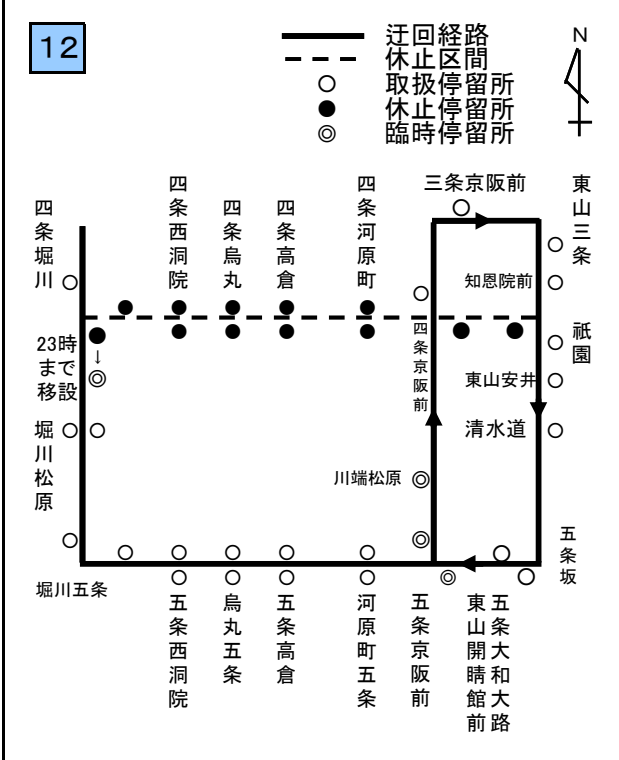 12
迂回経路
休止区間
取扱停留所
休止停留所
臨時停留所
N
三条京阪前
東山三条
四条堀川
四条西洞院
四条烏丸
四条高倉
四条河原町
知恩院前
祇園
四条京阪前
23時
まで
移設
↓
東山安井
清水道
堀川松原
川端松原
五条坂
堀川五条
五条西洞院
烏丸五条
五条高倉
河原町五条
五条京阪前
東山開睛館前
五条大和大路